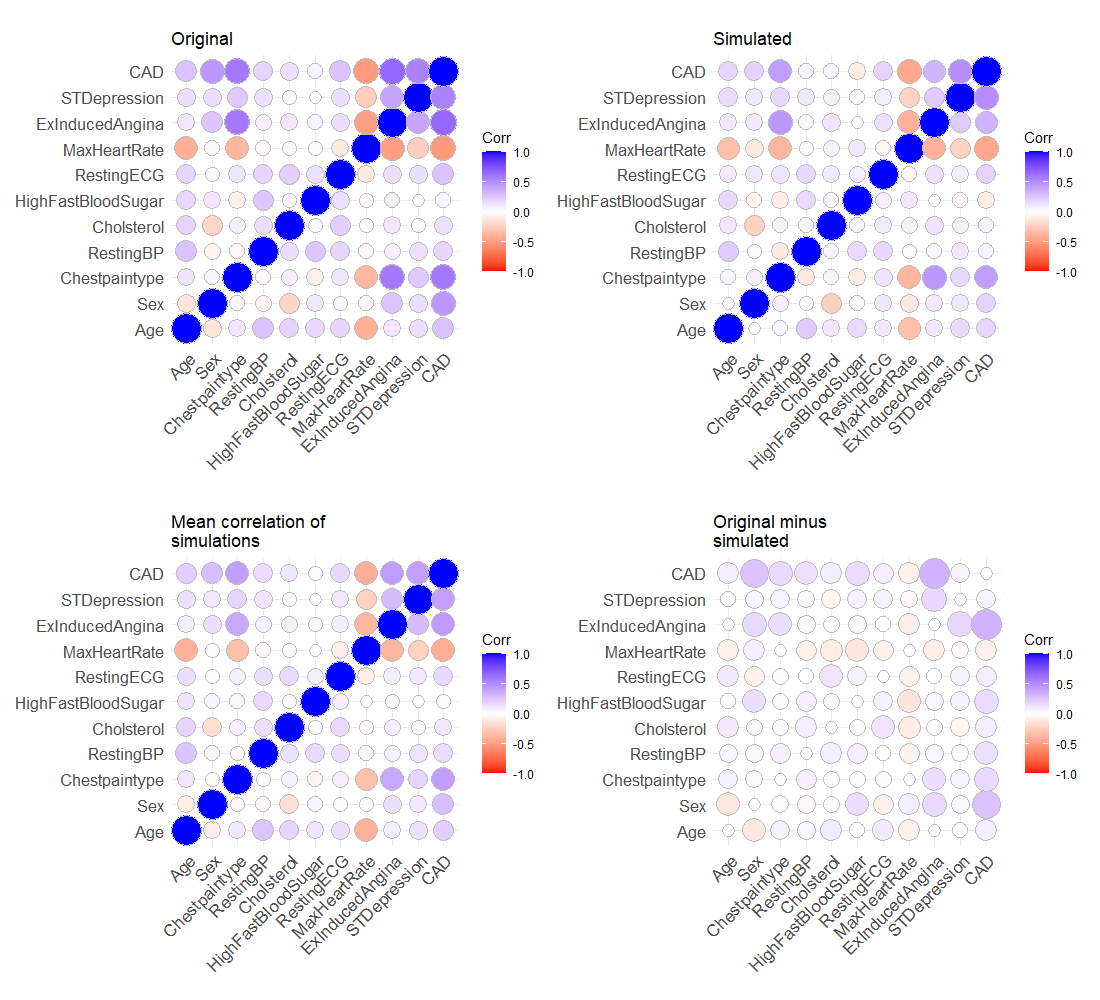 Original
CAD
STDepression
ExInducedAngina
MaxHeartRate
RestingECG
HighFastBloodSugar
Cholsterol
RestingBP
Chestpaintype
Sex
Age
Age
Sex
Chestpaintype
RestingBP
Cholsterol
HighFastBloodSugar
RestingECG
MaxHeartRate
ExInducedAngina
STDepression
CAD
Corr
1.0
0.5
0.0
-0.5
-1.0
Simulated
CAD
STDepression
ExInducedAngina
MaxHeartRate
RestingECG
HighFastBloodSugar
Cholsterol
RestingBP
Chestpaintype
Sex
Age
Age
Sex
Chestpaintype
RestingBP
Cholsterol
HighFastBloodSugar
RestingECG
MaxHeartRate
ExInducedAngina
STDepression
CAD
Corr
1.0
0.5
0.0
-0.5
-1.0
Mean correlation of
simulations
CAD
STDepression
ExInducedAngina
MaxHeartRate
RestingECG
HighFastBloodSugar
Cholsterol
RestingBP
Chestpaintype
Sex
Age
Age
Sex
Chestpaintype
RestingBP
Cholsterol
HighFastBloodSugar
RestingECG
MaxHeartRate
ExInducedAngina
STDepression
CAD
Corr
1.0
0.5
0.0
-0.5
-1.0
Original minus
simulated
CAD
STDepression
ExInducedAngina
MaxHeartRate
RestingECG
HighFastBloodSugar
Cholsterol
RestingBP
Chestpaintype
Sex
Age
Age
Sex
Chestpaintype
RestingBP
Cholsterol
HighFastBloodSugar
RestingECG
MaxHeartRate
ExInducedAngina
STDepression
CAD
Corr
1.0
0.5
0.0
-0.5
-1.0